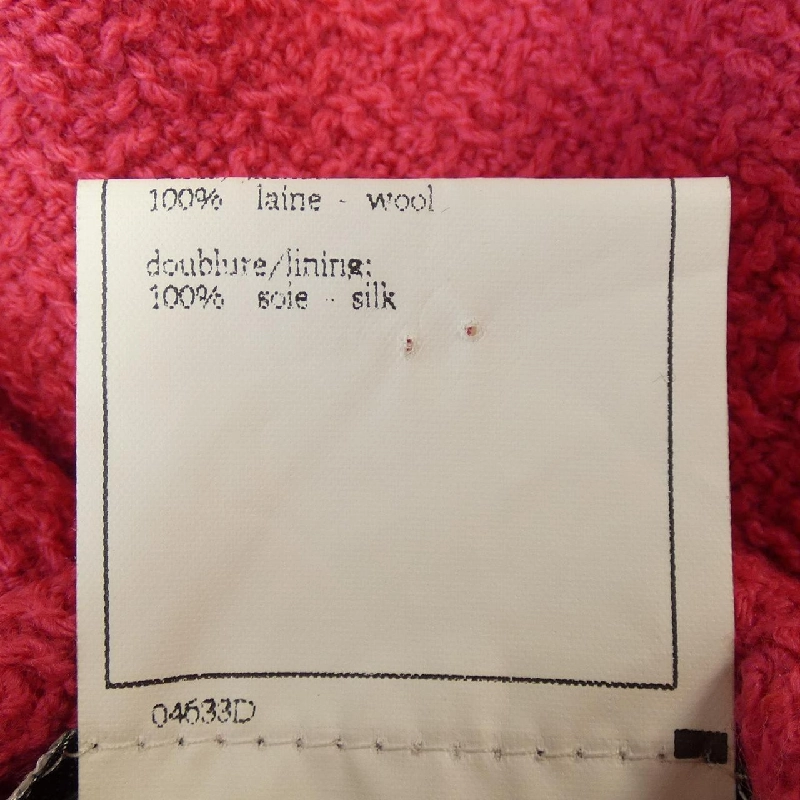 100% laine - wool
doublure/lining:
100% soie - silk
04633D